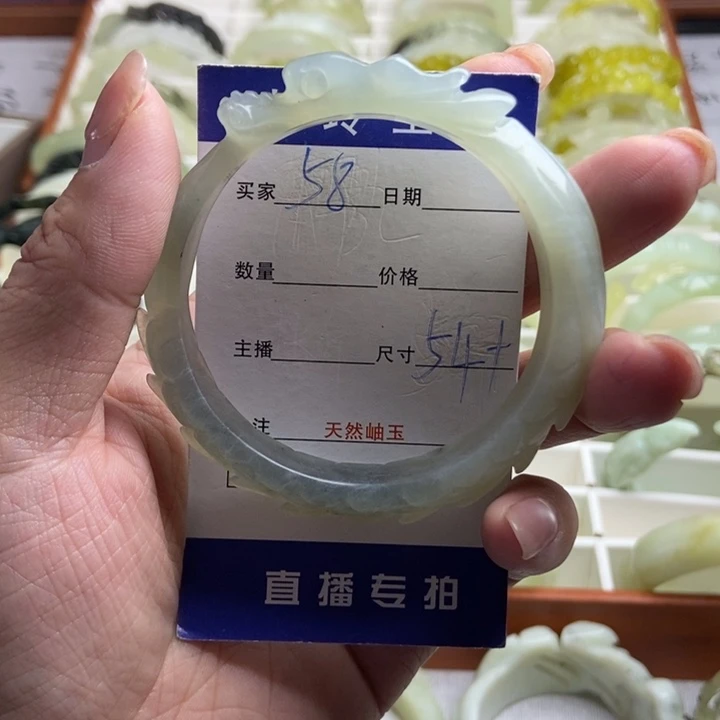 玉
买家 58 日期
数量 价格
主播 尺寸 54+
注 天然岫玉
直播专拍